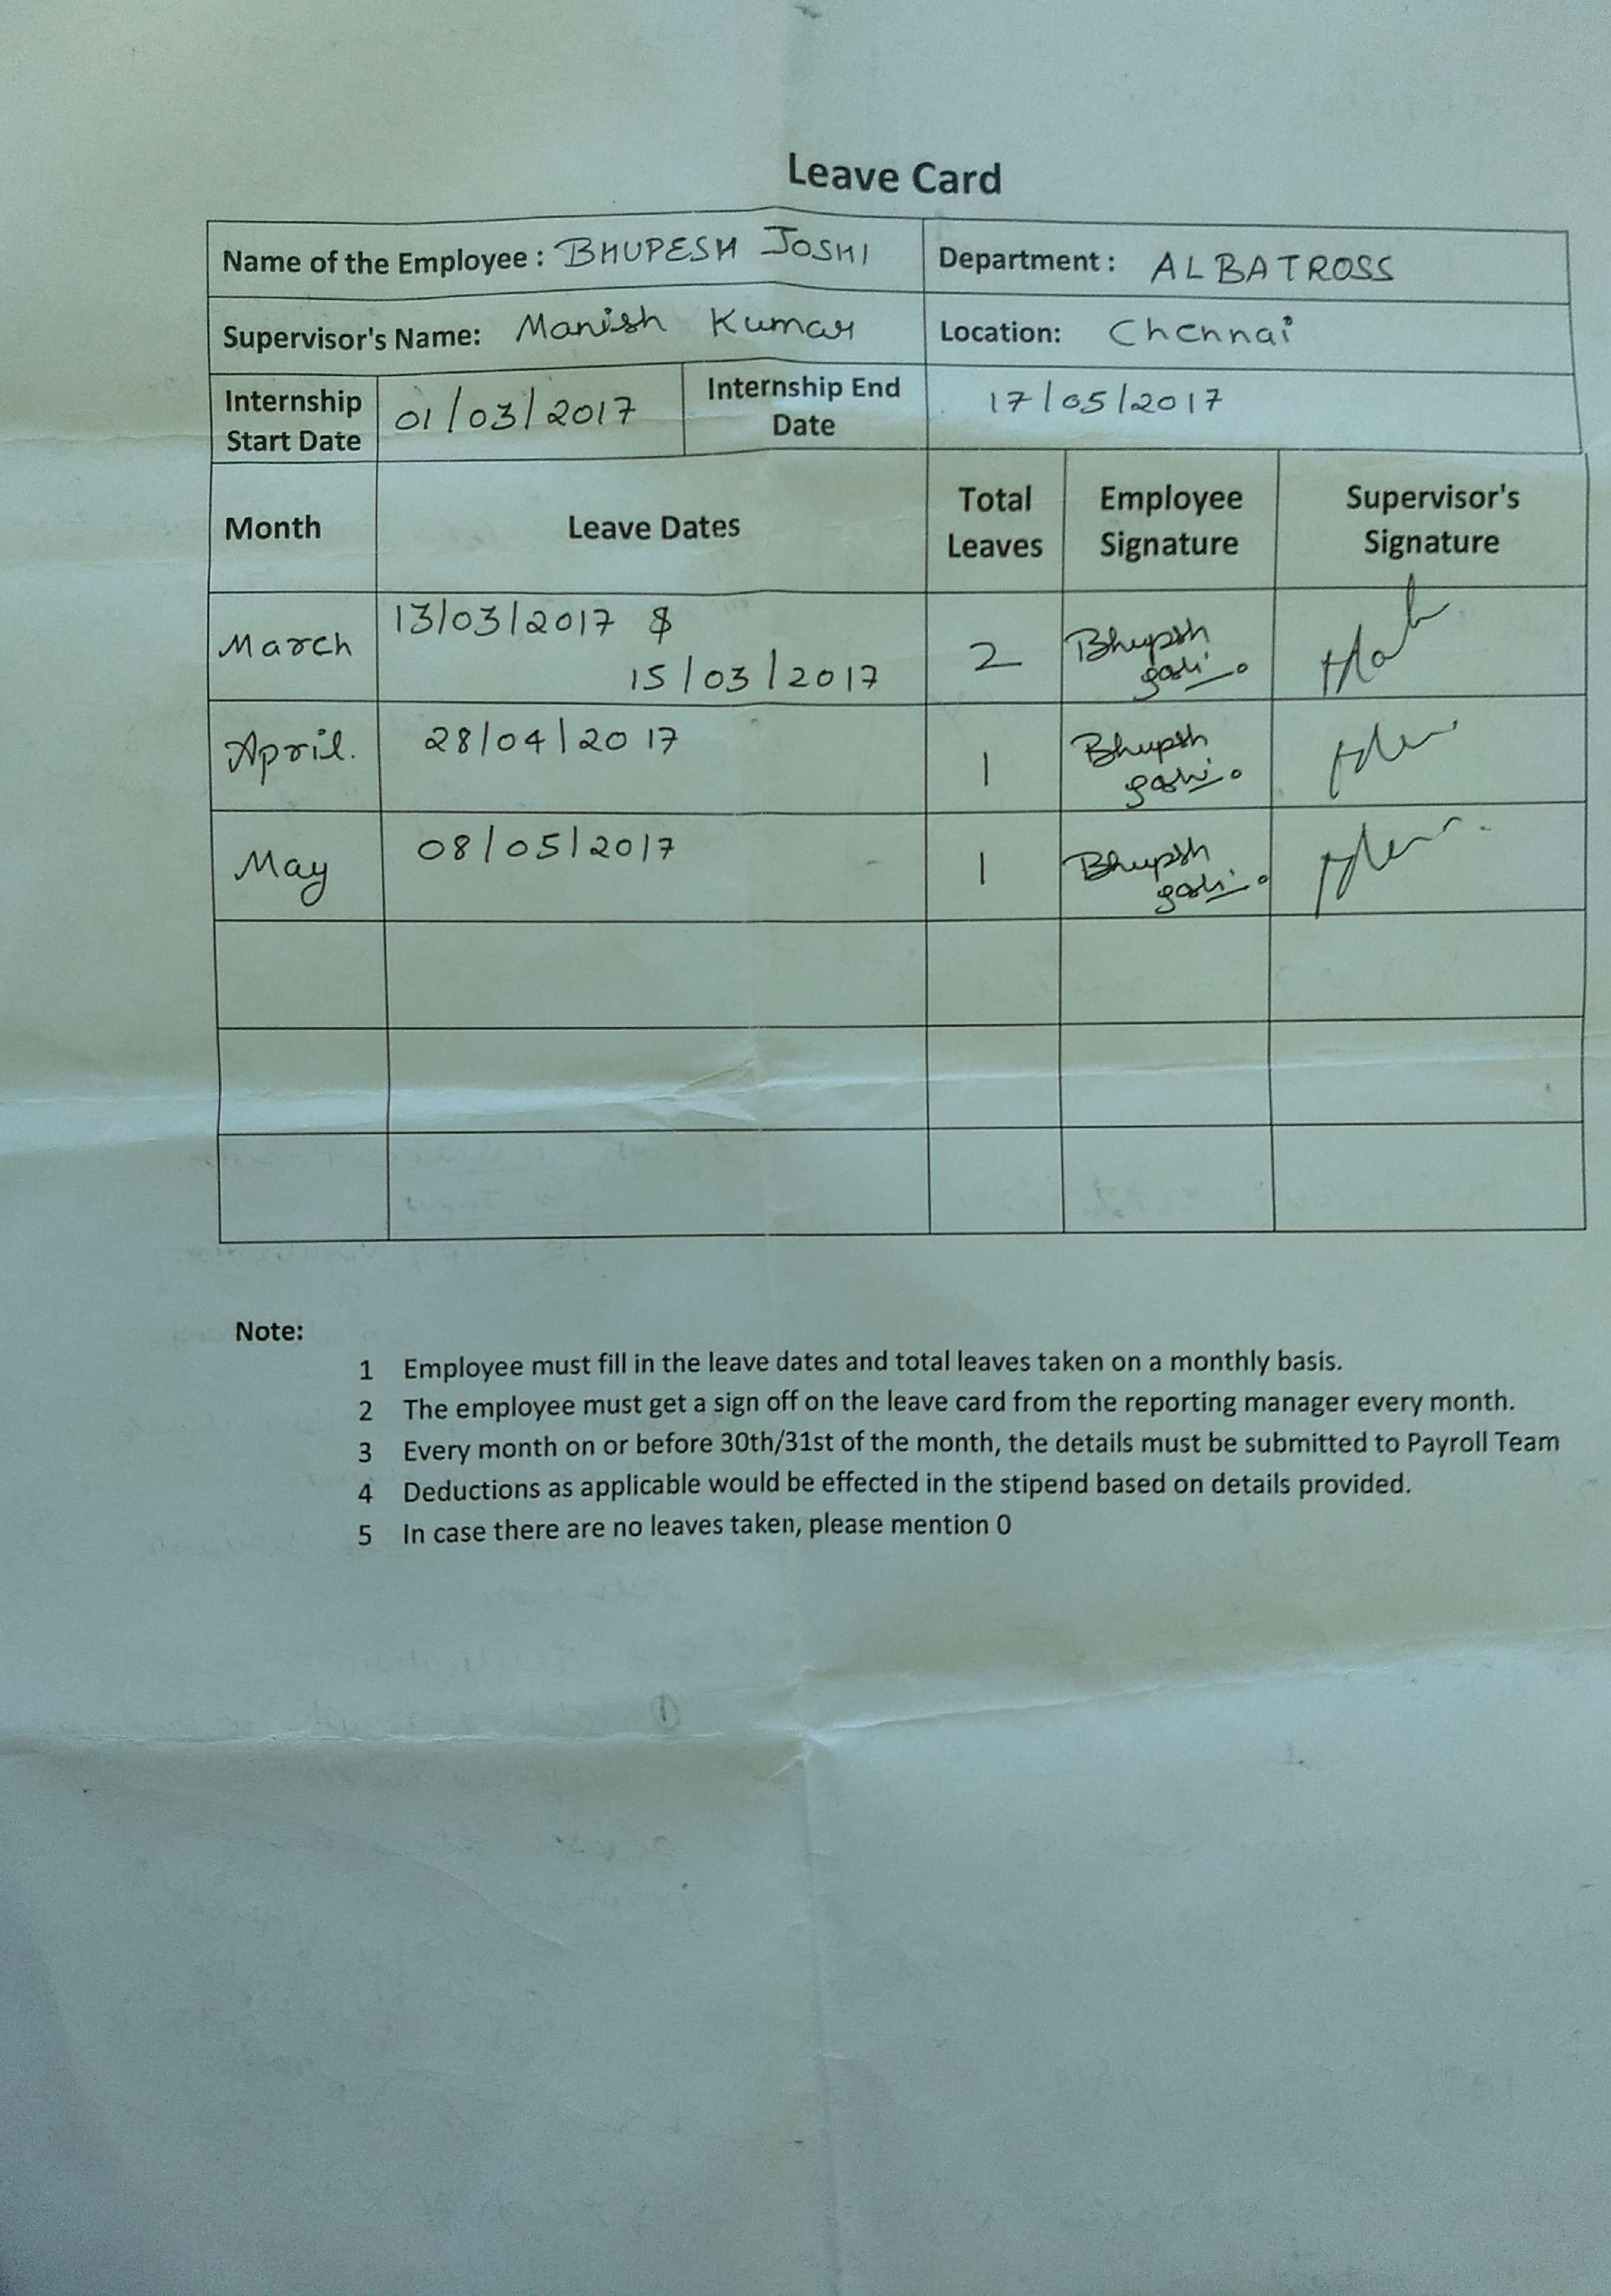 Leave Card
Name of the Employee : BHUPESH JOSHI
Department : ALBATROSS
Supervisor's Name: Manish Kumar
Location: Chennai
Internship Start Date
01/03/2017
Internship End Date
17/05/2017
Month
Leave Dates
Total Leaves
Employee Signature
Supervisor's Signature
March
13/03/2017 &
15/03/2017
2
Bhupesh
Joshi
April.
28/04/2017
1
Bhupesh
Joshi
May
08/05/2017
1
Bhupesh
Joshi
Note:
1 Employee must fill in the leave dates and total leaves taken on a monthly basis.
2 The employee must get a sign off on the leave card from the reporting manager every month.
3 Every month on or before 30th/31st of the month, the details must be submitted to Payroll Team
4 Deductions as applicable would be effected in the stipend based on details provided.
5 In case there are no leaves taken, please mention 0